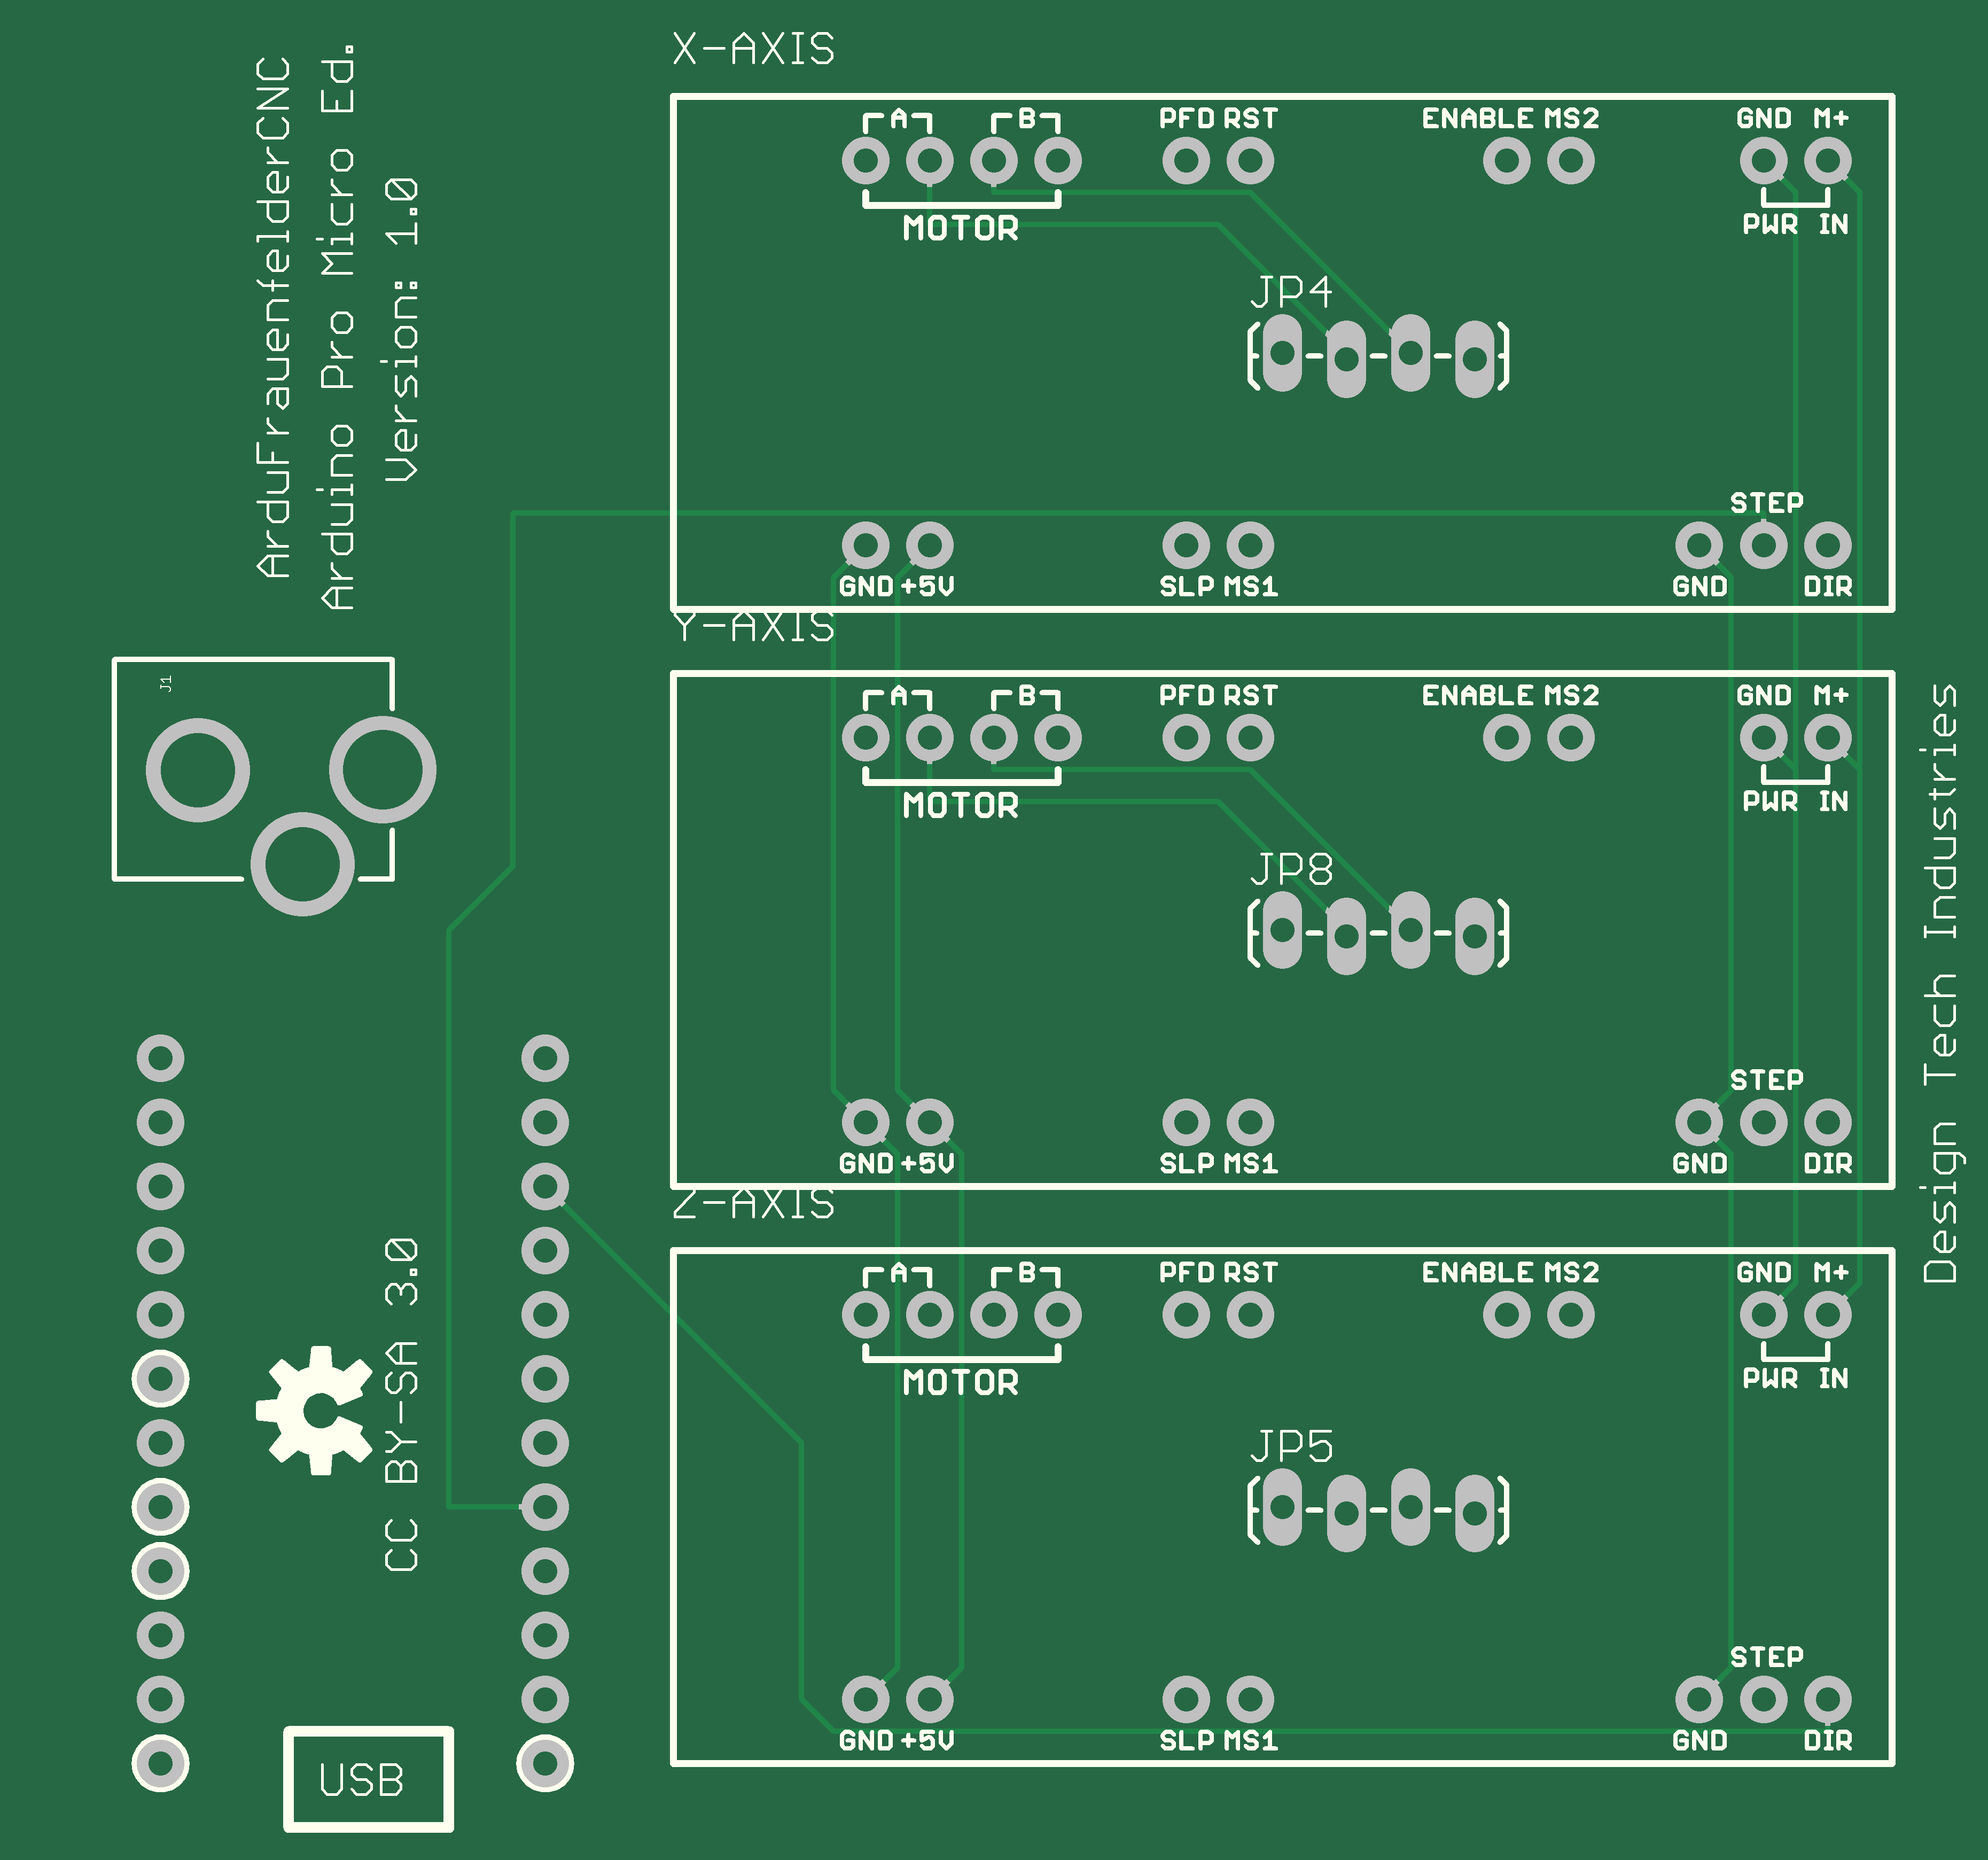 ArduFrauenfelderCNC
Arduino Pro Micro Ed.
Version: 1.0
X-AXIS
A B PFD RST ENABLE MS2 GND M+
MOTOR PWR IN
JP4
STEP
GND +5V SLP MS1 GND DIR
Y-AXIS
J1
A B PFD RST ENABLE MS2 GND M+
MOTOR PWR IN
JP8
STEP
GND +5V SLP MS1 GND DIR
Z-AXIS
A B PFD RST ENABLE MS2 GND M+
MOTOR PWR IN
JP5
STEP
GND +5V SLP MS1 GND DIR
CC BY-SA 3.0
USB
Design Tech Industries